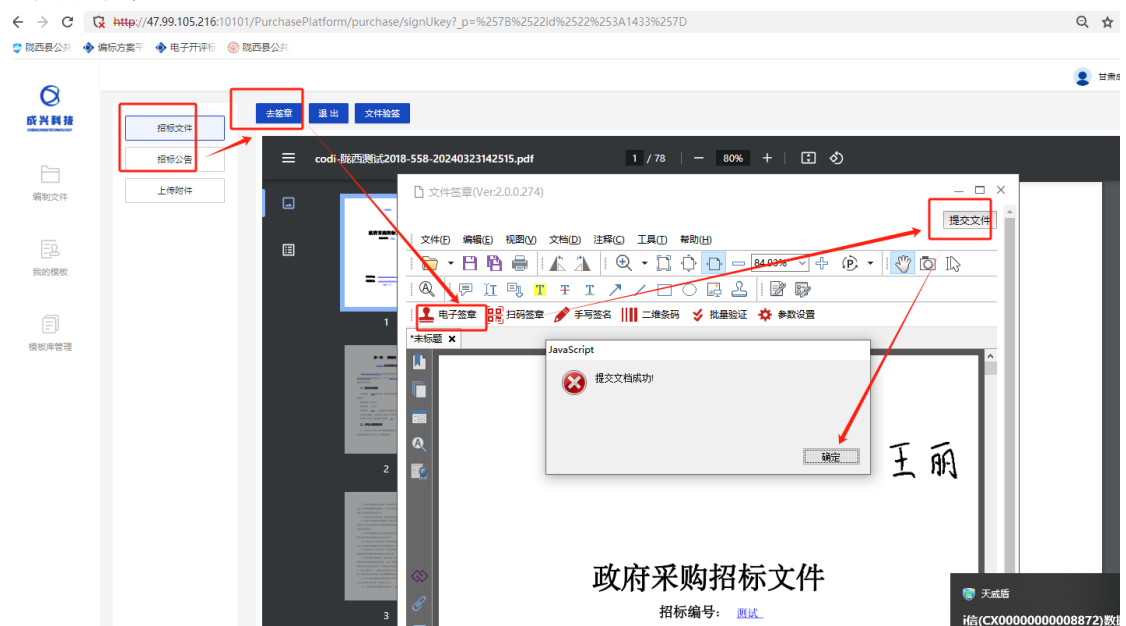 http://47.99.105.216:10101/PurchasePlatform/purchase/signUkey?_p=%257B%2522id%2522%253A1433%257D
陇西县公共
编标方案平
电子开评标
陇西县公共
成兴科技
编制文件
我的模板
模板库管理
招标文件
招标公告
上传附件
去签章 退出 文件验签
codi-陇西测试2018-558-20240323142515.pdf 1 / 78 80%
文件签章(Ver:2.0.0.274)
提交文件
文件(F) 编辑(E) 视图(V) 文档(D) 注释(C) 工具(T) 帮助(H)
84.93%
电子签章 扫码签章 手写签名 二维条码 批量验证 参数设置
*未标题
JavaScript
提交文档成功!
确定
王丽
政府采购招标文件
招标编号: 测试
1
2
3
天威盾
i信(CX00000000008872)数